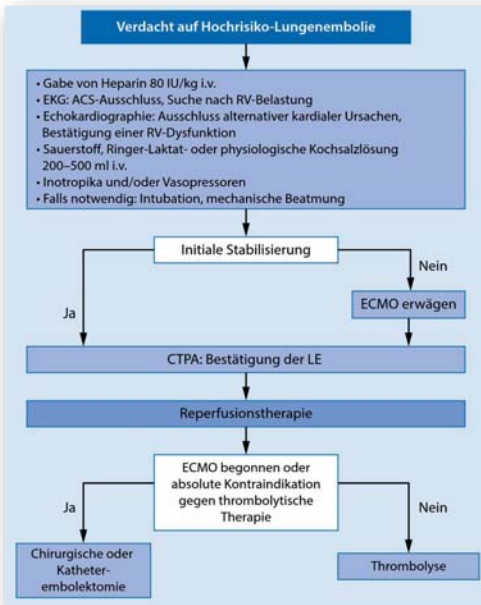 Verdacht auf Hochrisiko-Lungenembolie
• Gabe von Heparin 80 IU/kg i.v.
• EKG: ACS-Ausschluss, Suche nach RV-Belastung
• Echokardiographie: Ausschluss alternativer kardialer Ursachen,
Bestätigung einer RV-Dysfunktion
• Sauerstoff, Ringer-Laktat- oder physiologische Kochsalzlösung
200–500 ml i.v.
• Inotropika und/oder Vasopressoren
• Falls notwendig: Intubation, mechanische Beatmung
Initiale Stabilisierung
Nein
Ja
ECMO erwägen
CTPA: Bestätigung der LE
Reperfusionstherapie
ECMO begonnen oder
absolute Kontraindikation
gegen thrombolytische
Therapie
Ja
Nein
Chirurgische oder
Katheter-
embolektomie
Thrombolyse